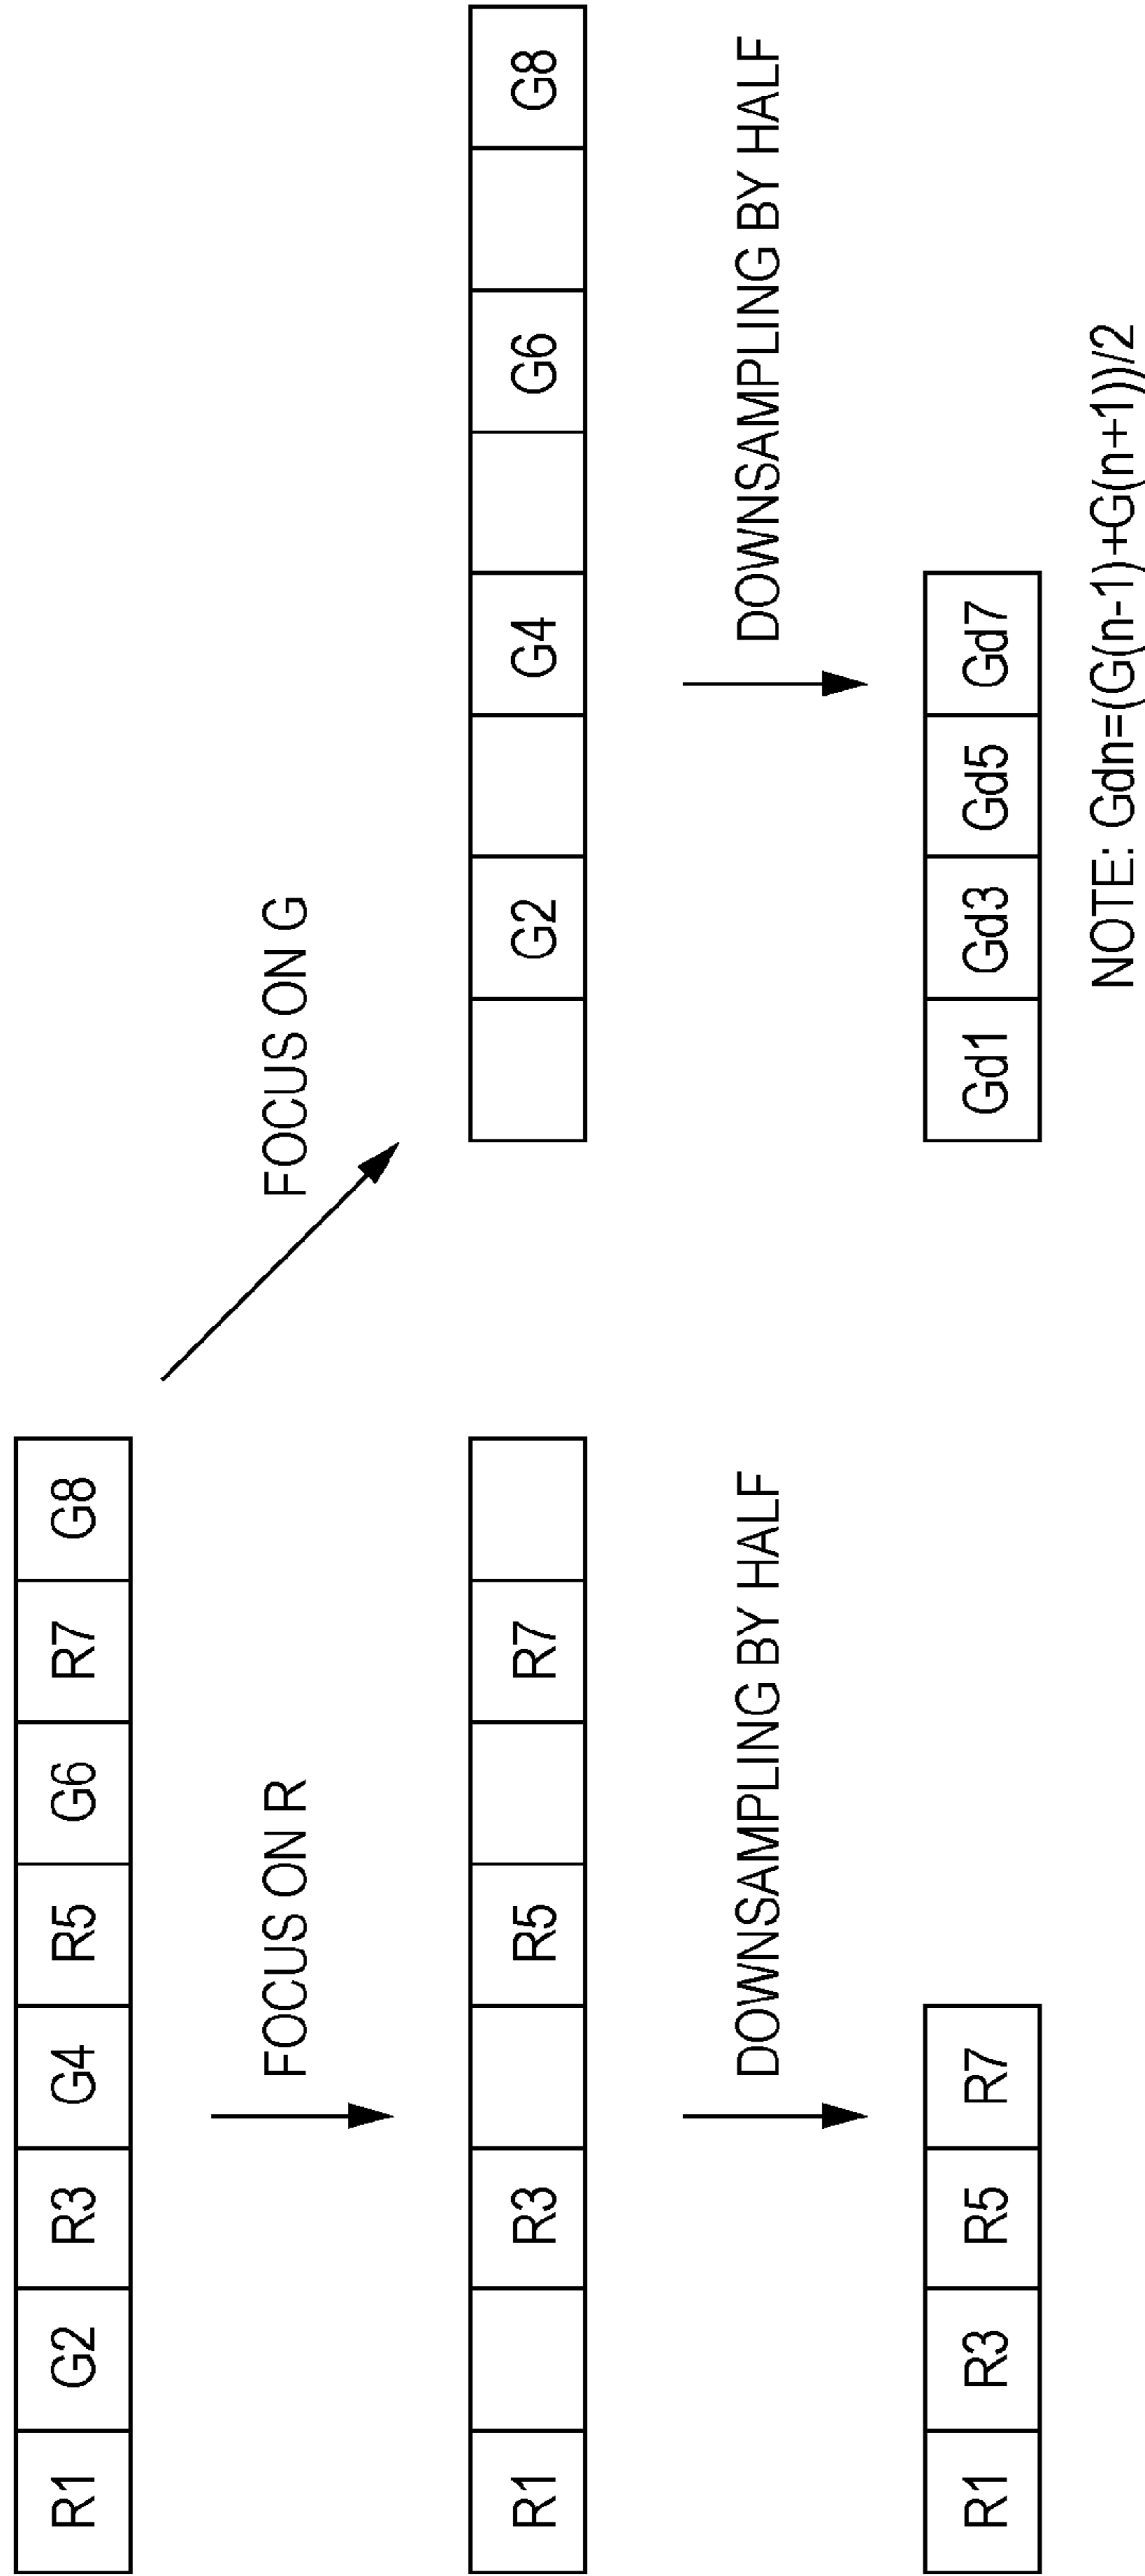 R1 G2 R3 G4 R5 G6 R7 G8
FOCUS ON R
FOCUS ON G
R1 R3 R5 R7
G2 G4 G6 G8
DOWNSAMPLING BY HALF
DOWNSAMPLING BY HALF
R1 R3 R5 R7
Gd1 Gd3 Gd5 Gd7
NOTE: Gdn=(G(n-1)+G(n+1))/2